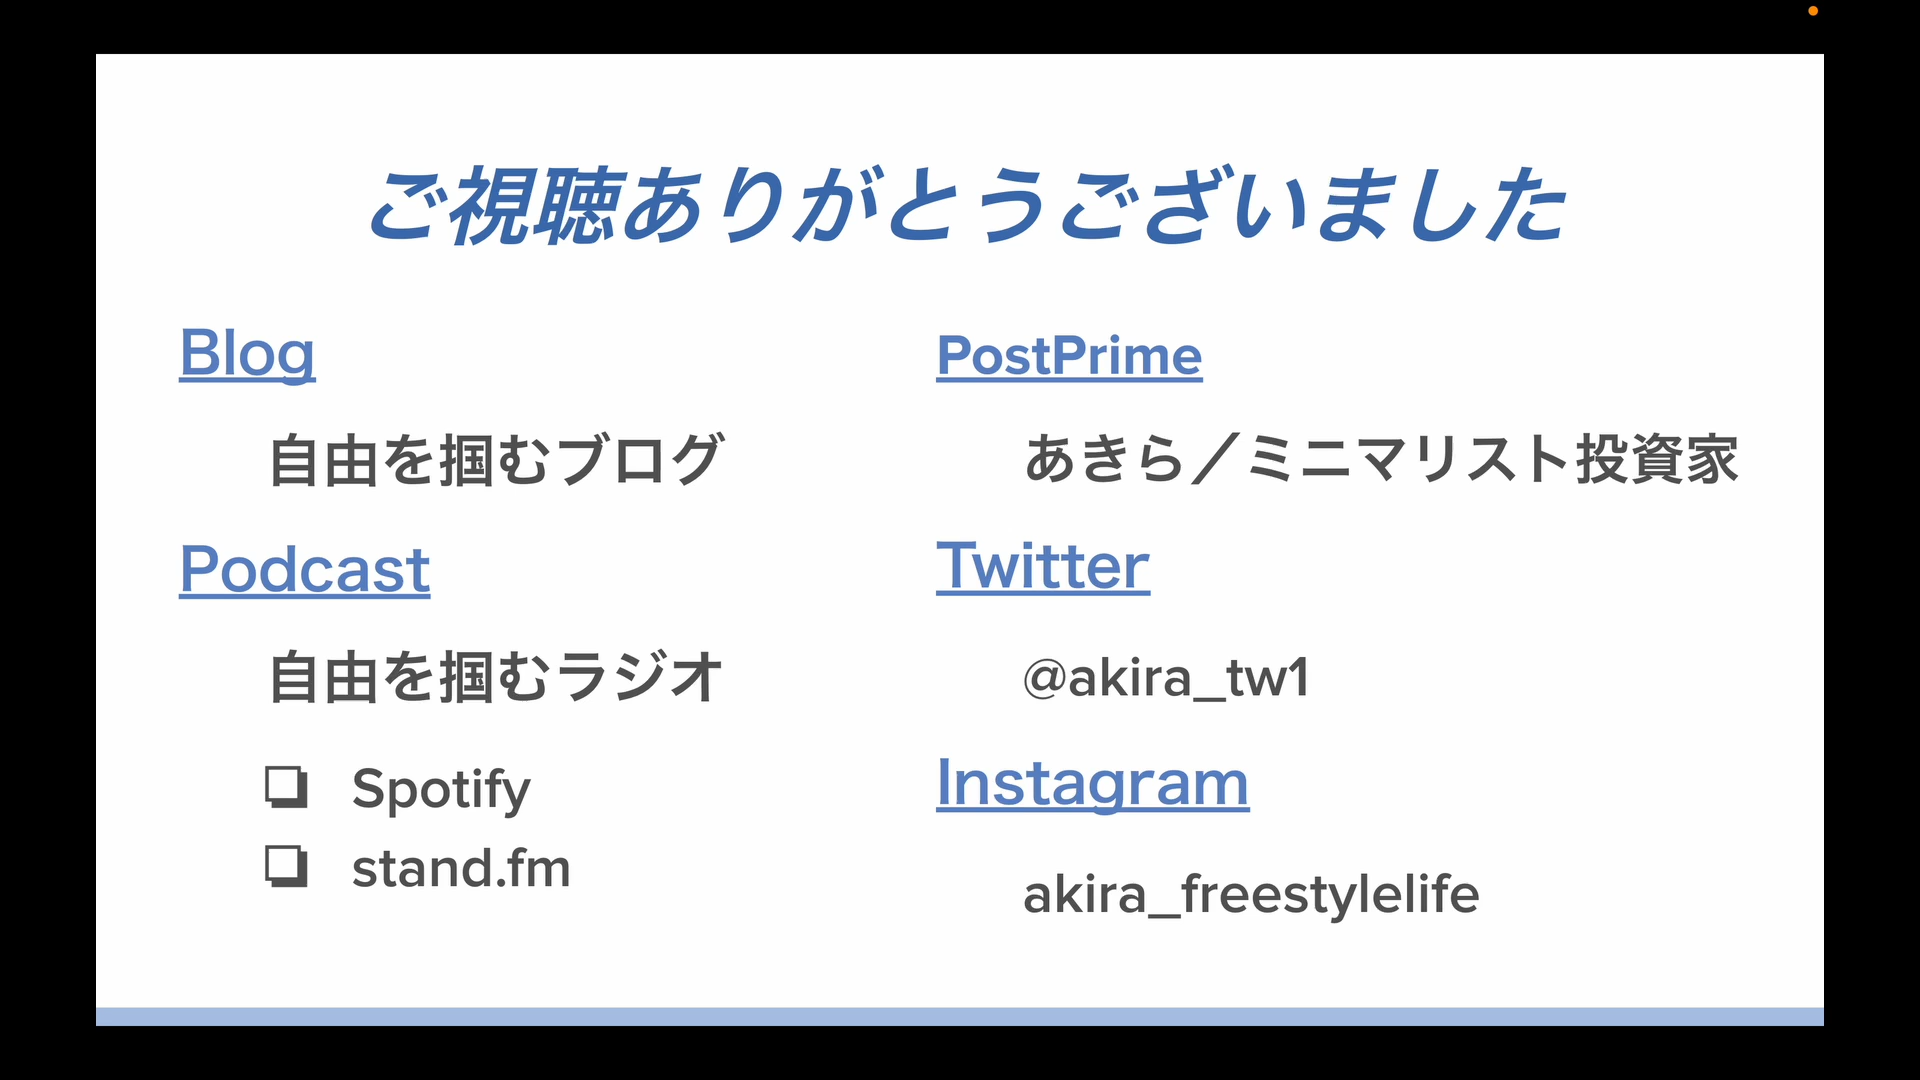 ご視聴ありがとうございました
Blog
自由を掴むブログ
Podcast
自由を掴むラジオ
❏ Spotify
❏ stand.fm
PostPrime
あきら／ミニマリスト投資家
Twitter
@akira_tw1
Instagram
akira_freestylelife